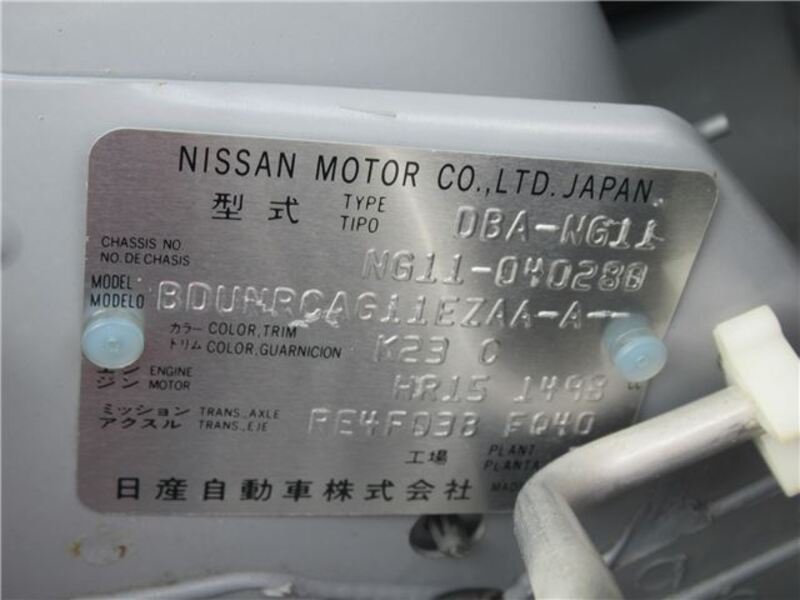 NISSAN MOTOR CO.,LTD. JAPAN
型式 TYPE TIPO DBA-NG11
CHASSIS NO. NO. DE CHASIS NG11-040288
MODEL MODELO BDUNRCAG11EZAA-A--
カラー COLOR, TRIM トリム COLOR, GUARNICION K23 C
エンジン ENGINE MOTOR HR15 1498 cc
ミッション TRANS., AXLE アクスル TRANS., EJE RE4F03B FQ40
工場 PLANT PLANTA
日産自動車株式会社 MADE